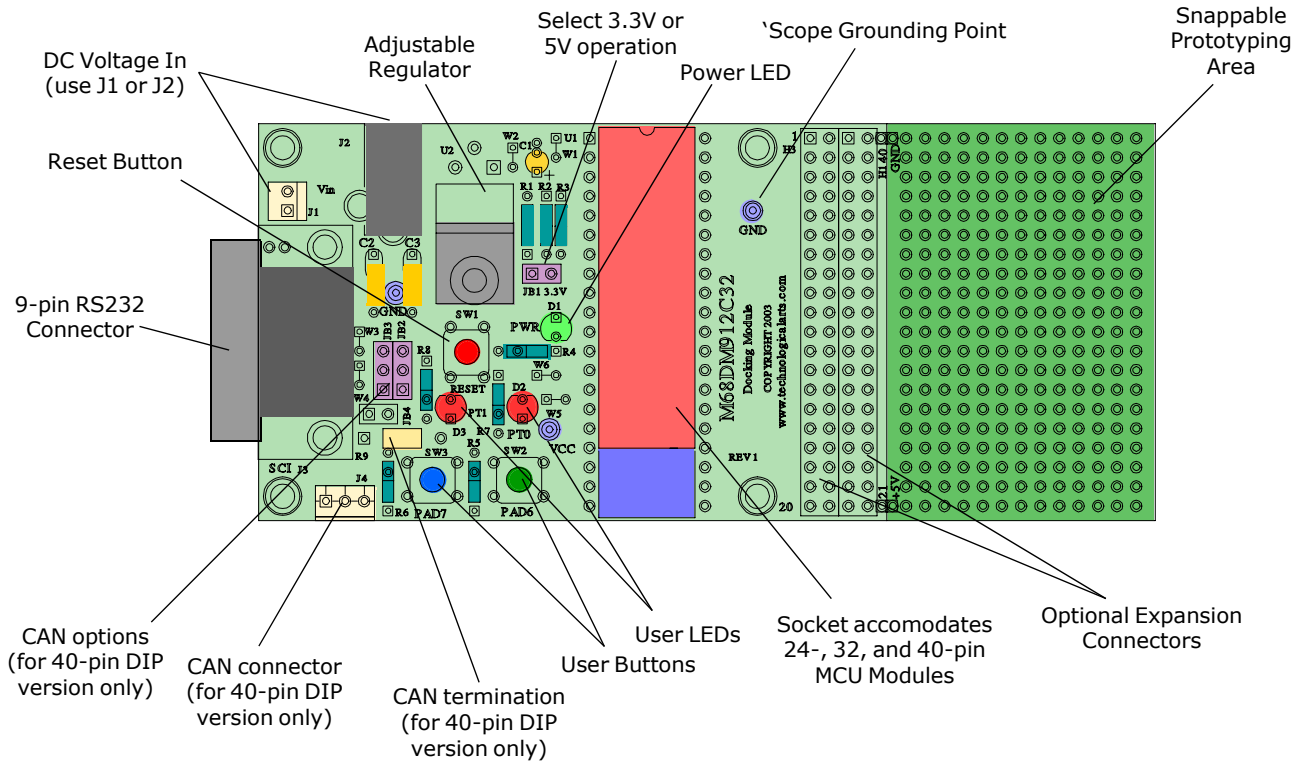 Select 3.3V or
5V operation
'Scope Grounding Point
Snappable
Prototyping
Area
Adjustable
Regulator
Power LED
DC Voltage In
(use J1 or J2)
Reset Button
9-pin RS232
Connector
J2
U2
W2
C1
U1
W1
+
Vin
J1
R1
R2
R3
C2
C3
GND
JB1
3.3V
SW1
D1
PWR
R4
W3
JB3
JB2
R8
W6
W4
JB4
RESET
D2
PT1
W5
D3
R7
PT0
VCC
R9
SW3
R5
SW2
SCI
J3
J4
R6
PAD7
PAD6
GND
M68DM912C32
Docking Module
COPYRIGHT 2003
www.technologicalarts.com
REV 1
1
H3
20
H1
40
GND
21
+5V
CAN options
(for 40-pin DIP
version only)
CAN connector
(for 40-pin DIP
version only)
CAN termination
(for 40-pin DIP
version only)
User Buttons
User LEDs
Socket accomodates
24-, 32, and 40-pin
MCU Modules
Optional Expansion
Connectors